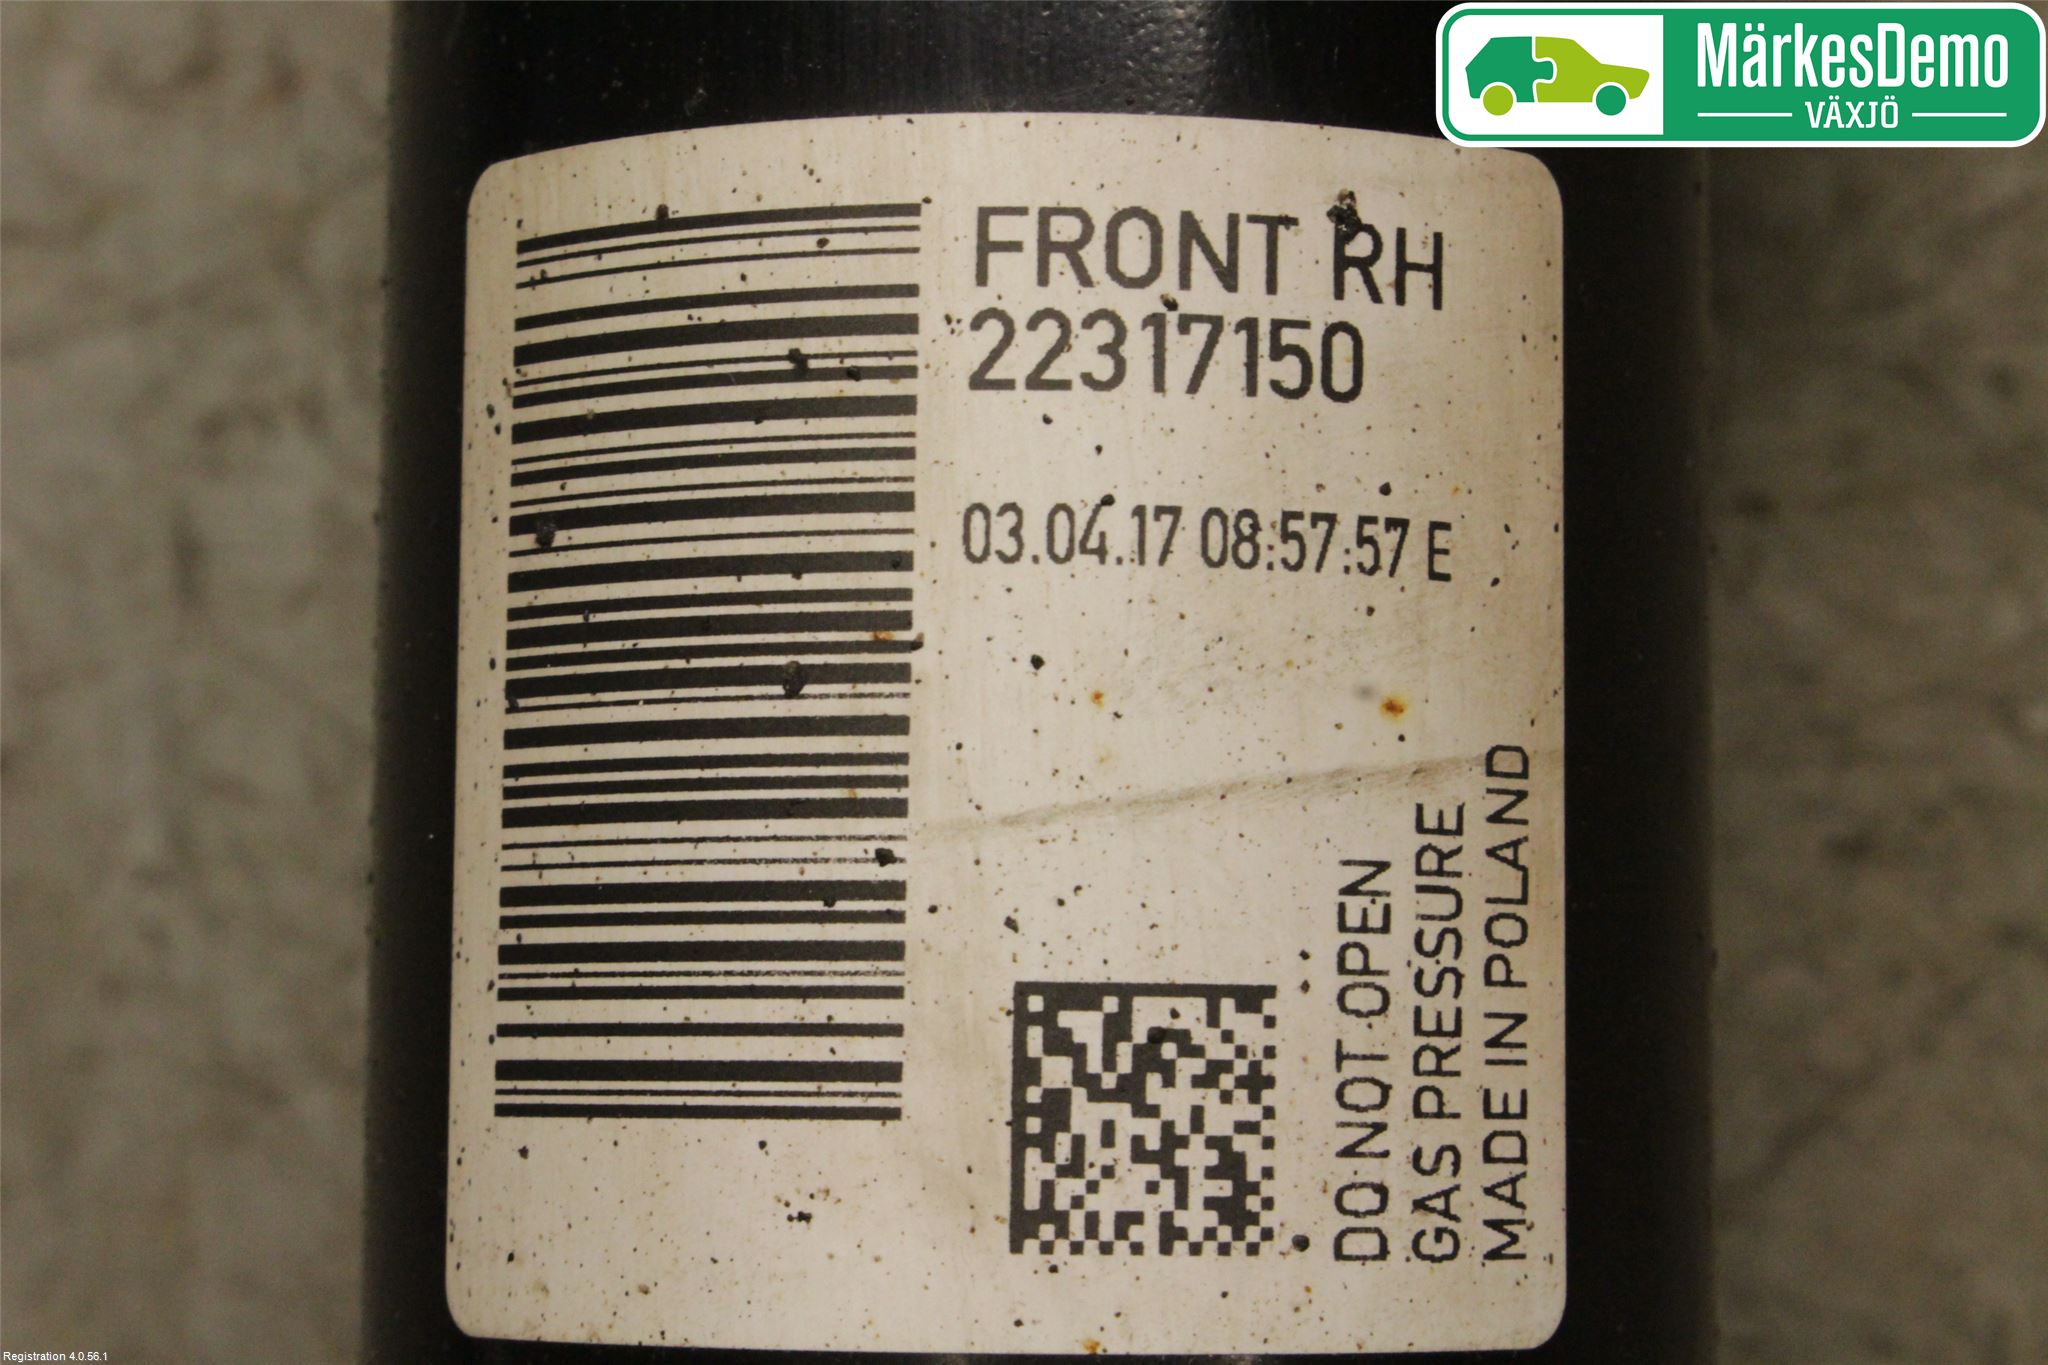 MärkesDemo
VÄXJÖ
FRONT RH
22317150
03.04.17 08:57:57 E
DO NOT OPEN
GAS PRESSURE
MADE IN POLAND
Registration 4.0.56.1